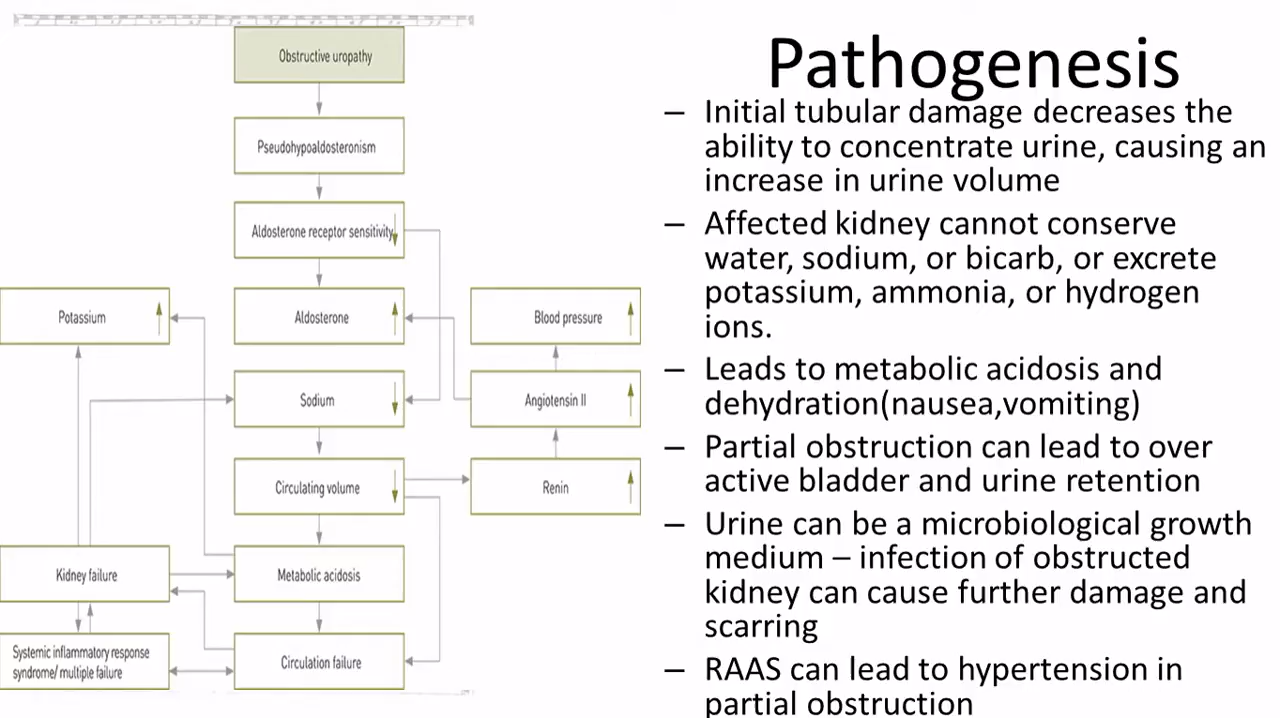 Pathogenesis
– Initial tubular damage decreases the
ability to concentrate urine, causing an
increase in urine volume
– Affected kidney cannot conserve
water, sodium, or bicarb, or excrete
potassium, ammonia, or hydrogen
ions.
– Leads to metabolic acidosis and
dehydration(nausea,vomiting)
– Partial obstruction can lead to over
active bladder and urine retention
– Urine can be a microbiological growth
medium – infection of obstructed
kidney can cause further damage and
scarring
– RAAS can lead to hypertension in
partial obstruction
Obstructive uropathy
Pseudohypoaldosteronism
Aldosterone receptor sensitivity
Potassium
Aldosterone
Blood pressure
Sodium
Angiotensin II
Circulating volume
Renin
Kidney failure
Metabolic acidosis
Systemic inflammatory response
syndrome/ multiple failure
Circulation failure